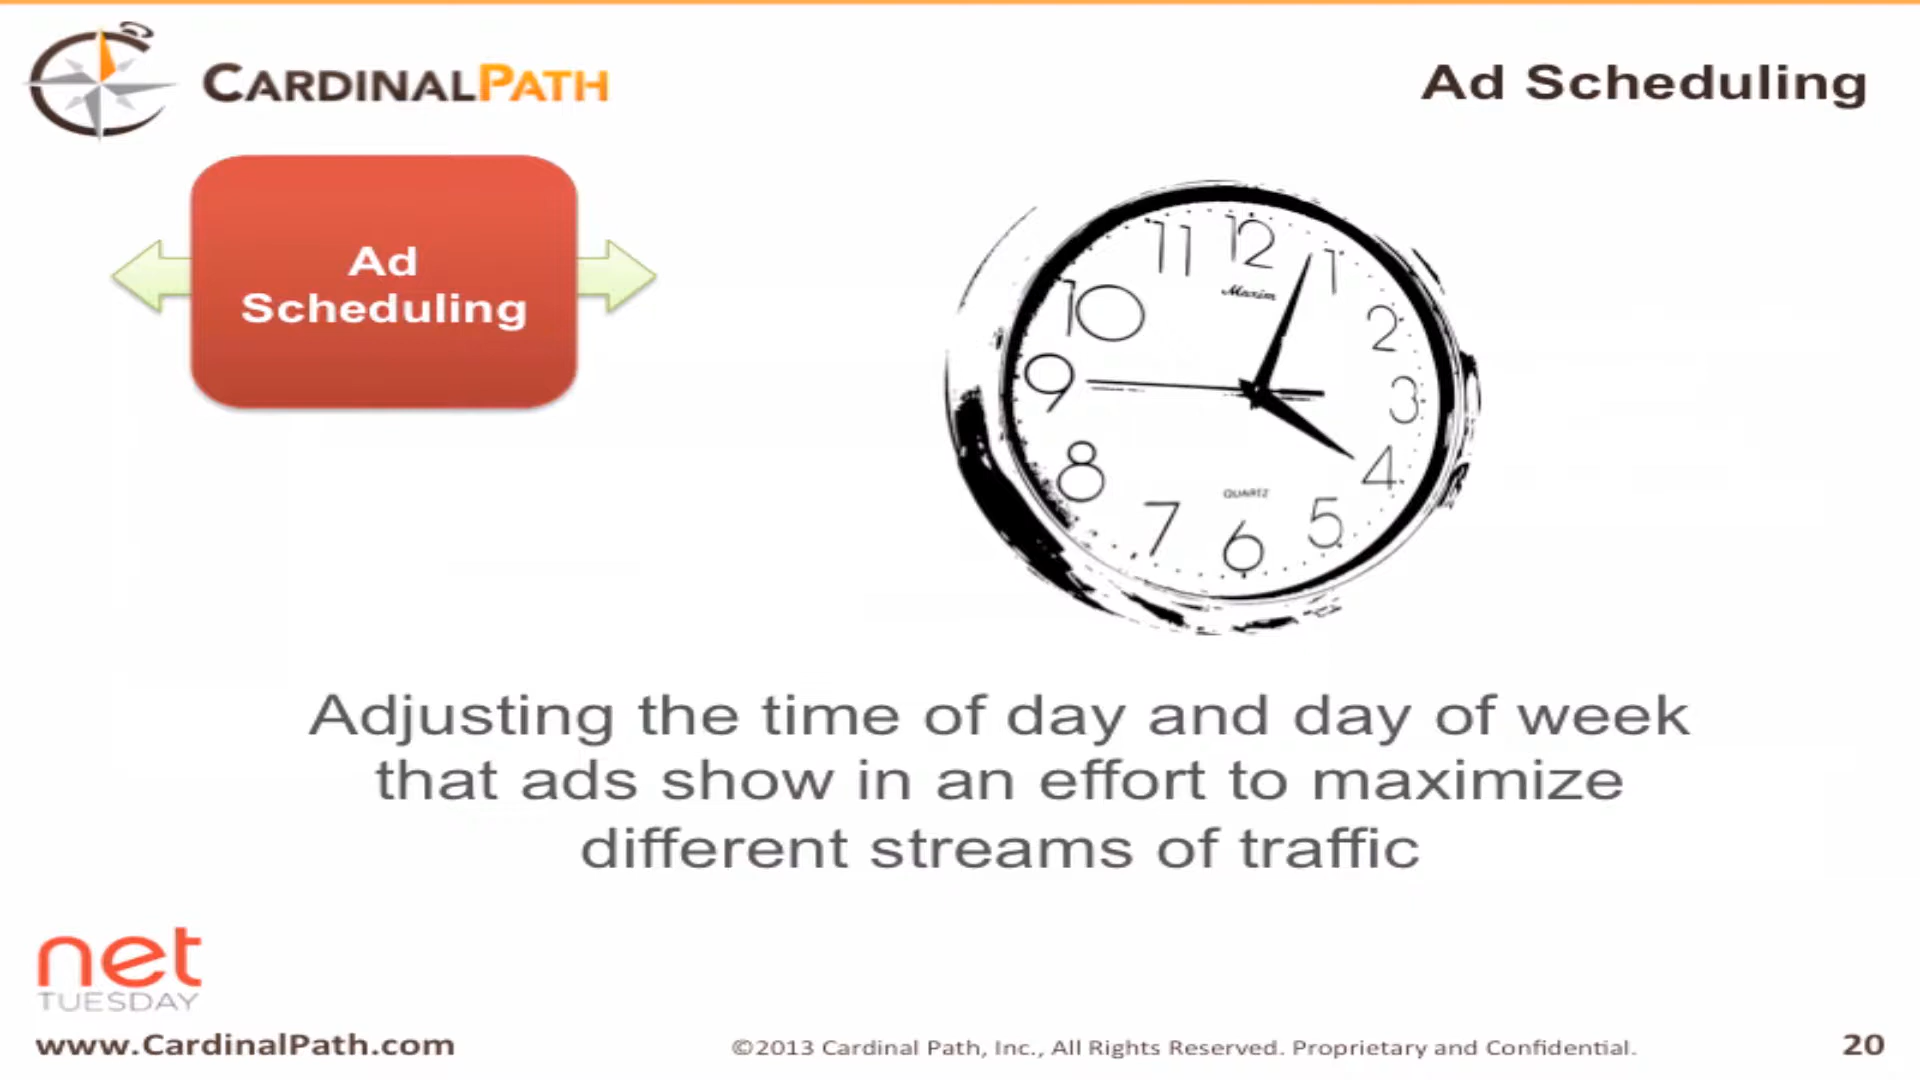 CARDINALPATH
Ad Scheduling
Ad
Scheduling
11 12 1
10 2
9 3
8 4
7 6 5
Maxim
QUARTZ
Adjusting the time of day and day of week
that ads show in an effort to maximize
different streams of traffic
net
TUESDAY
www.CardinalPath.com
©2013 Cardinal Path, Inc., All Rights Reserved. Proprietary and Confidential.
20